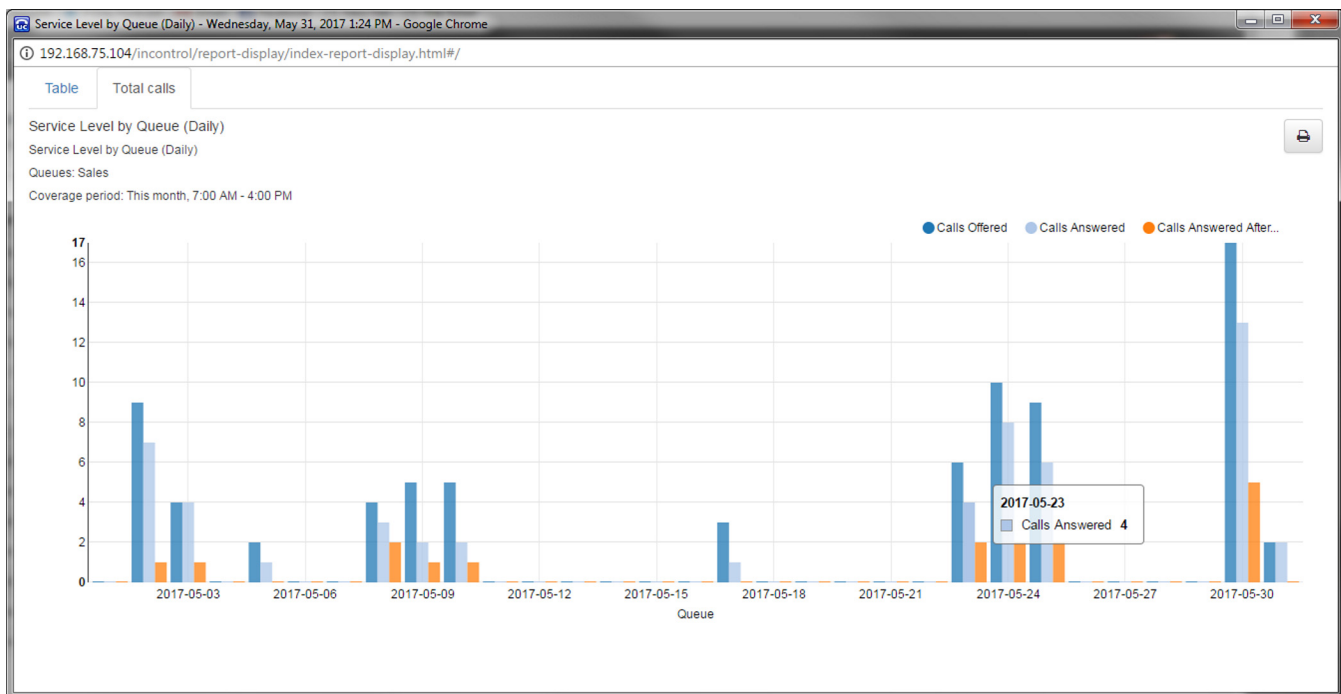 Service Level by Queue (Daily) - Wednesday, May 31, 2017 1:24 PM - Google Chrome
192.168.75.104/incontrol/report-display/index-report-display.html#/
Table Total calls
Service Level by Queue (Daily)
Service Level by Queue (Daily)
Queues: Sales
Coverage period: This month, 7:00 AM - 4:00 PM
Calls Offered Calls Answered Calls Answered After...
17
16
14
12
10
8
6
4
2
0
2017-05-23
Calls Answered 4
2017-05-03 2017-05-06 2017-05-09 2017-05-12 2017-05-15 2017-05-18 2017-05-21 2017-05-24 2017-05-27 2017-05-30
Queue